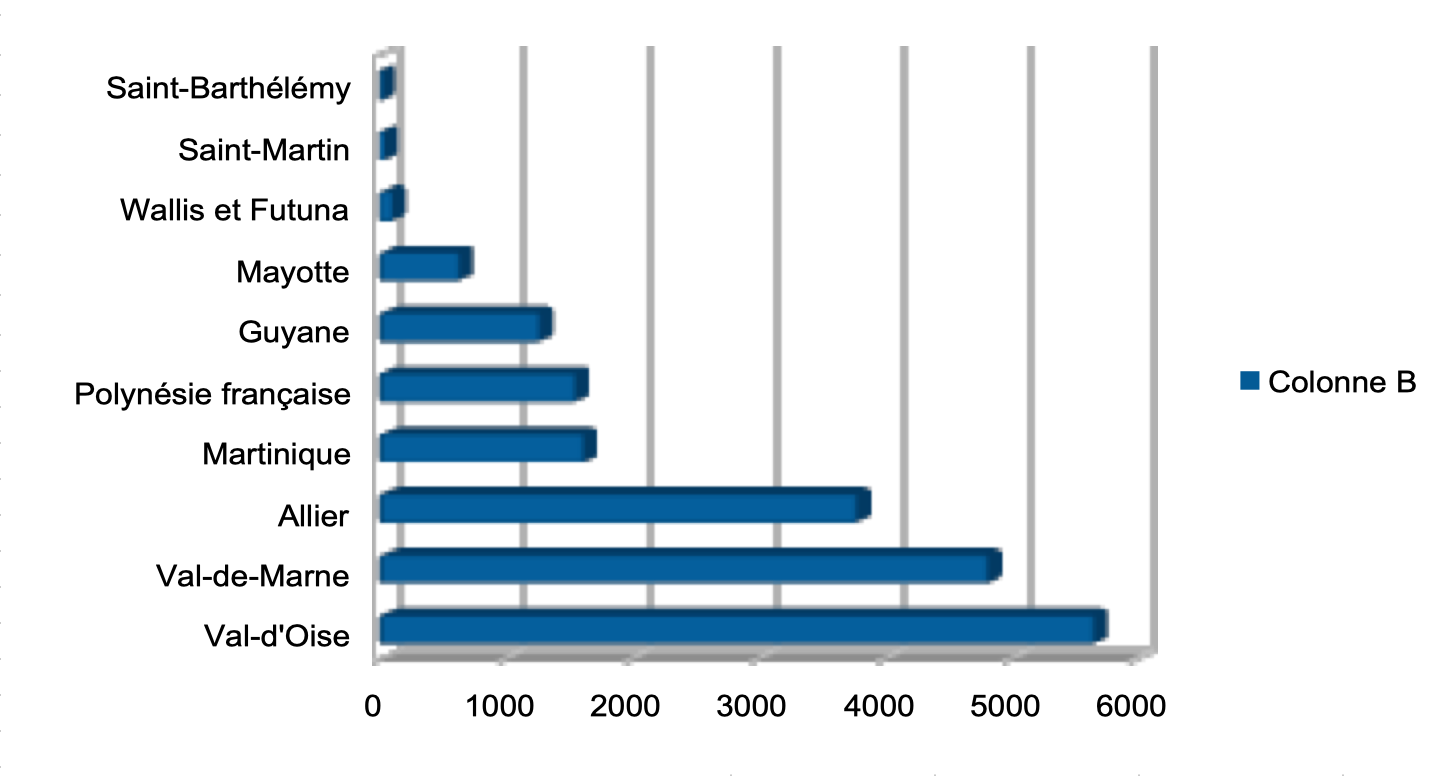 Saint-Barthélémy
Saint-Martin
Wallis et Futuna
Mayotte
Guyane
Polynésie française
Martinique
Allier
Val-de-Marne
Val-d'Oise
Colonne B
0 1000 2000 3000 4000 5000 6000